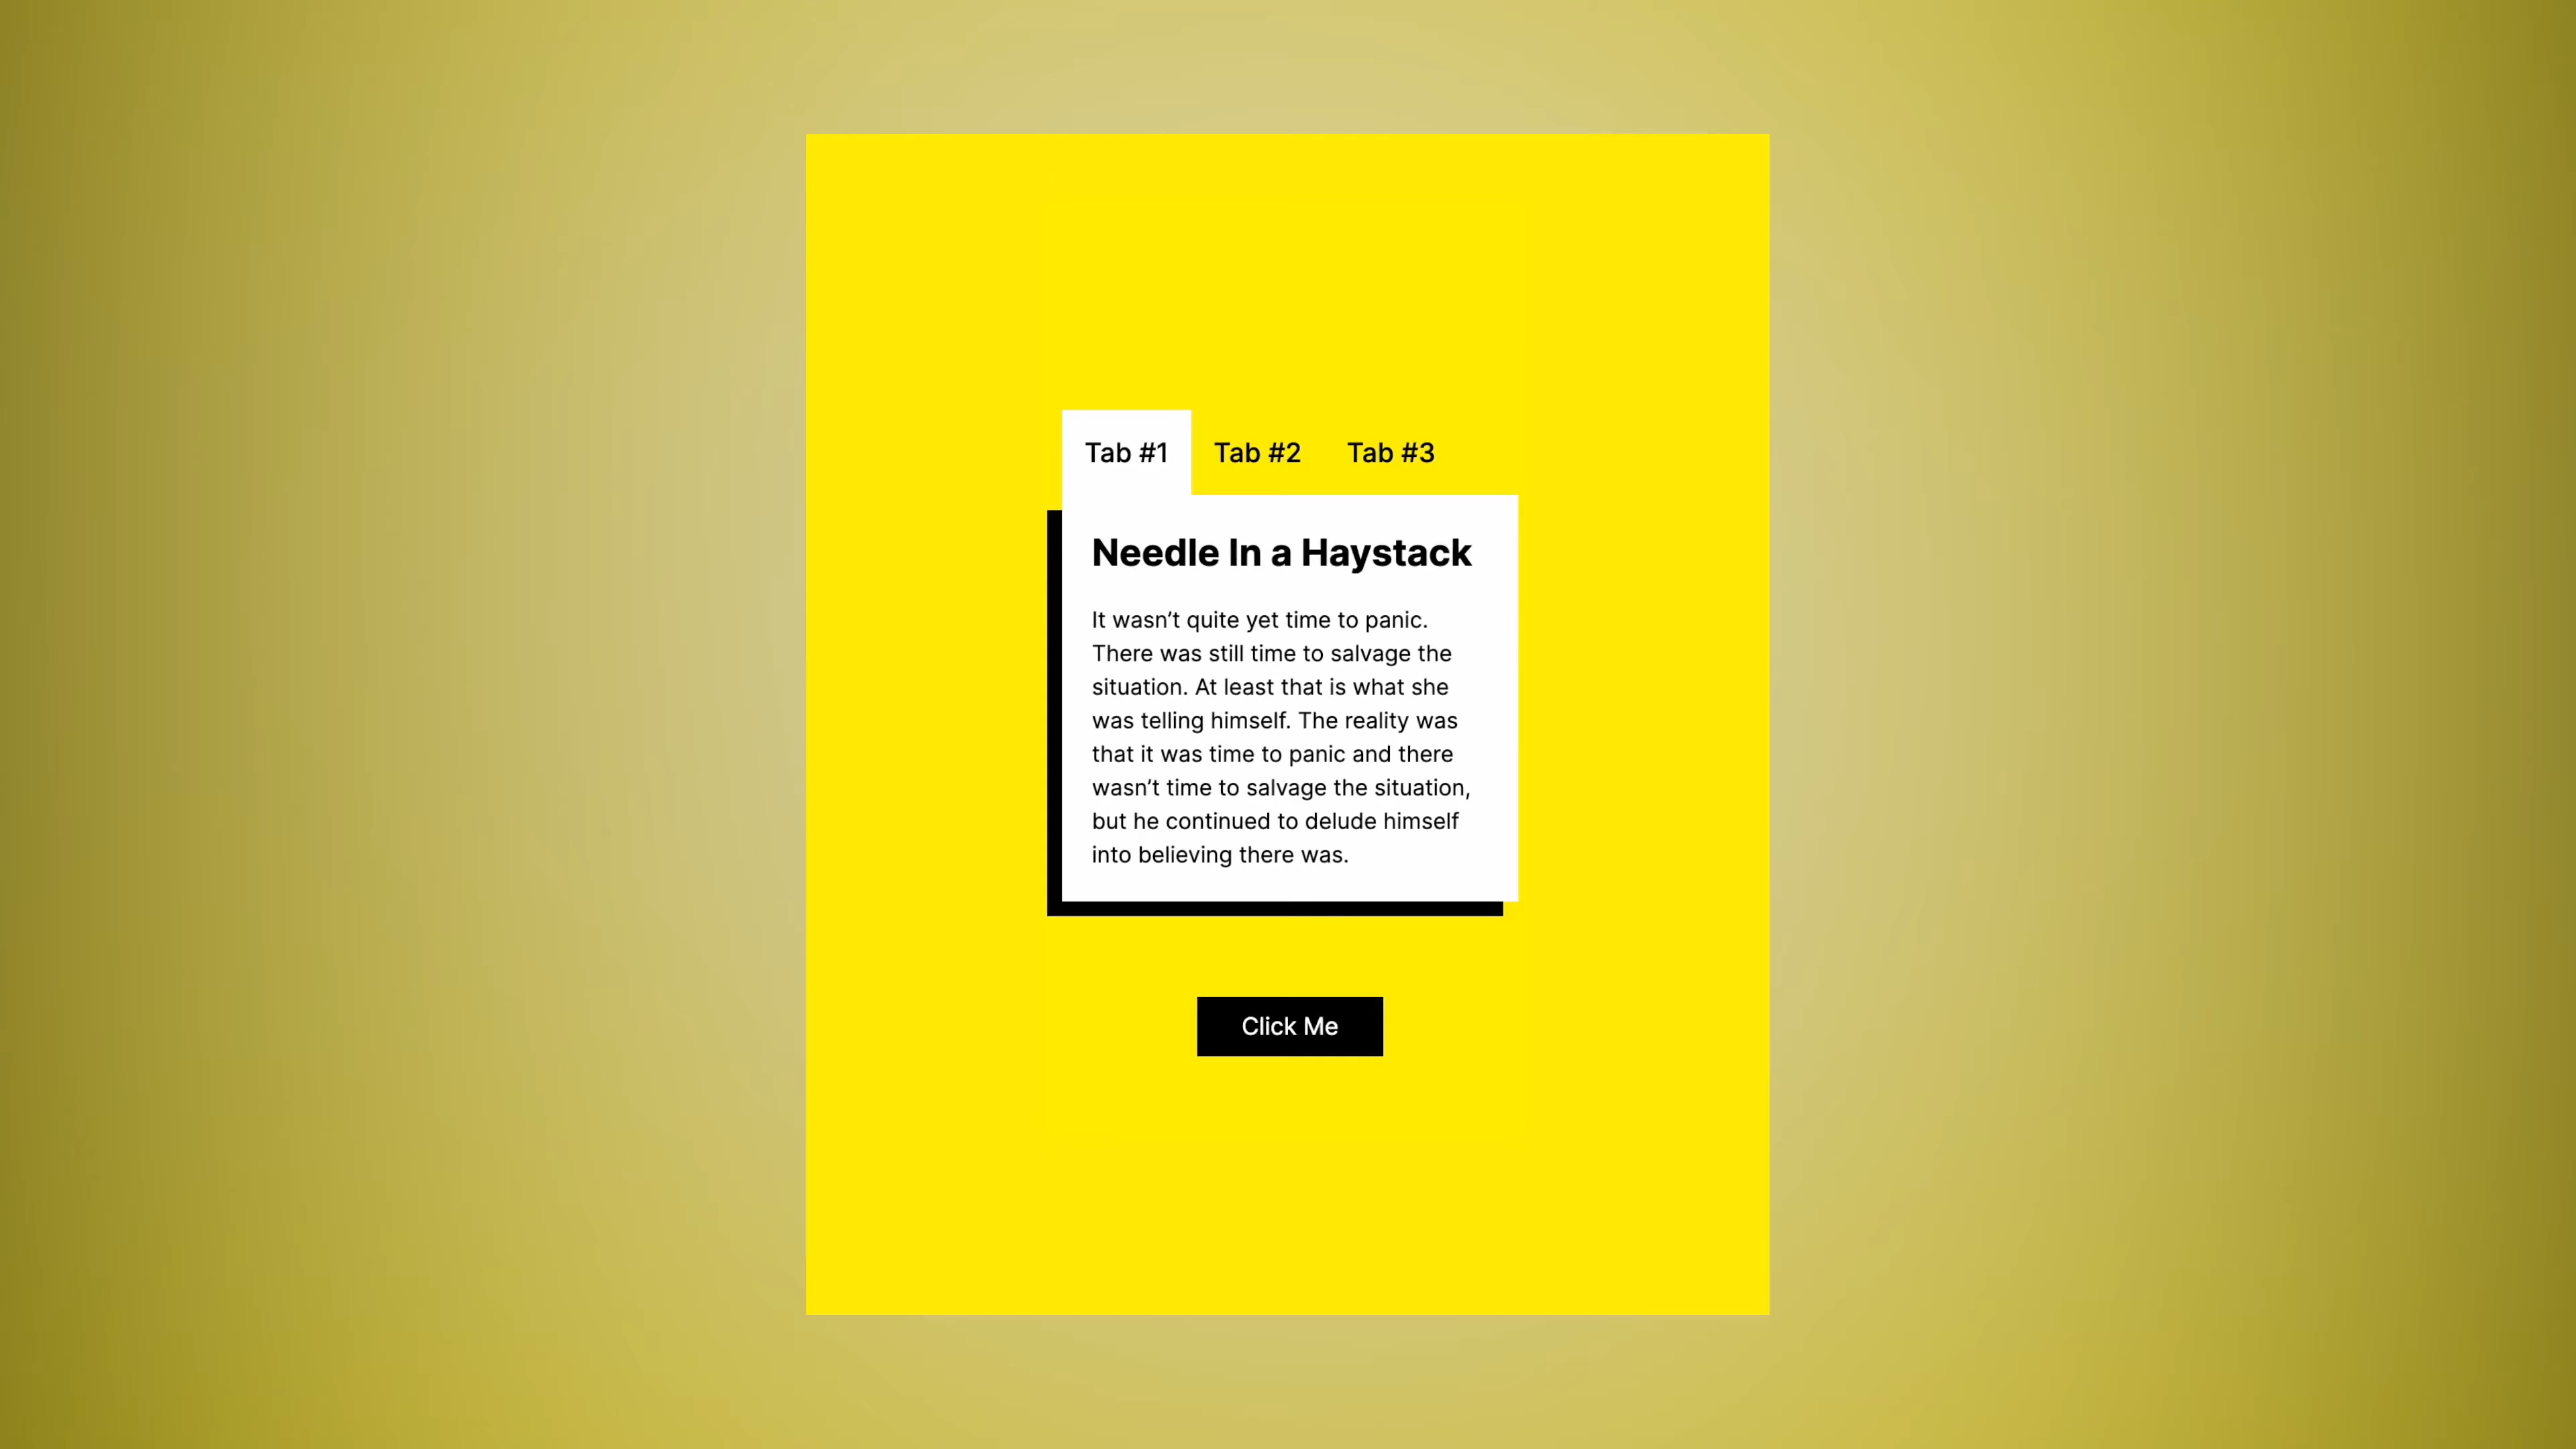 Tab #1 Tab #2 Tab #3
Needle In a Haystack
It wasn’t quite yet time to panic.
There was still time to salvage the
situation. At least that is what she
was telling himself. The reality was
that it was time to panic and there
wasn’t time to salvage the situation,
but he continued to delude himself
into believing there was.
Click Me